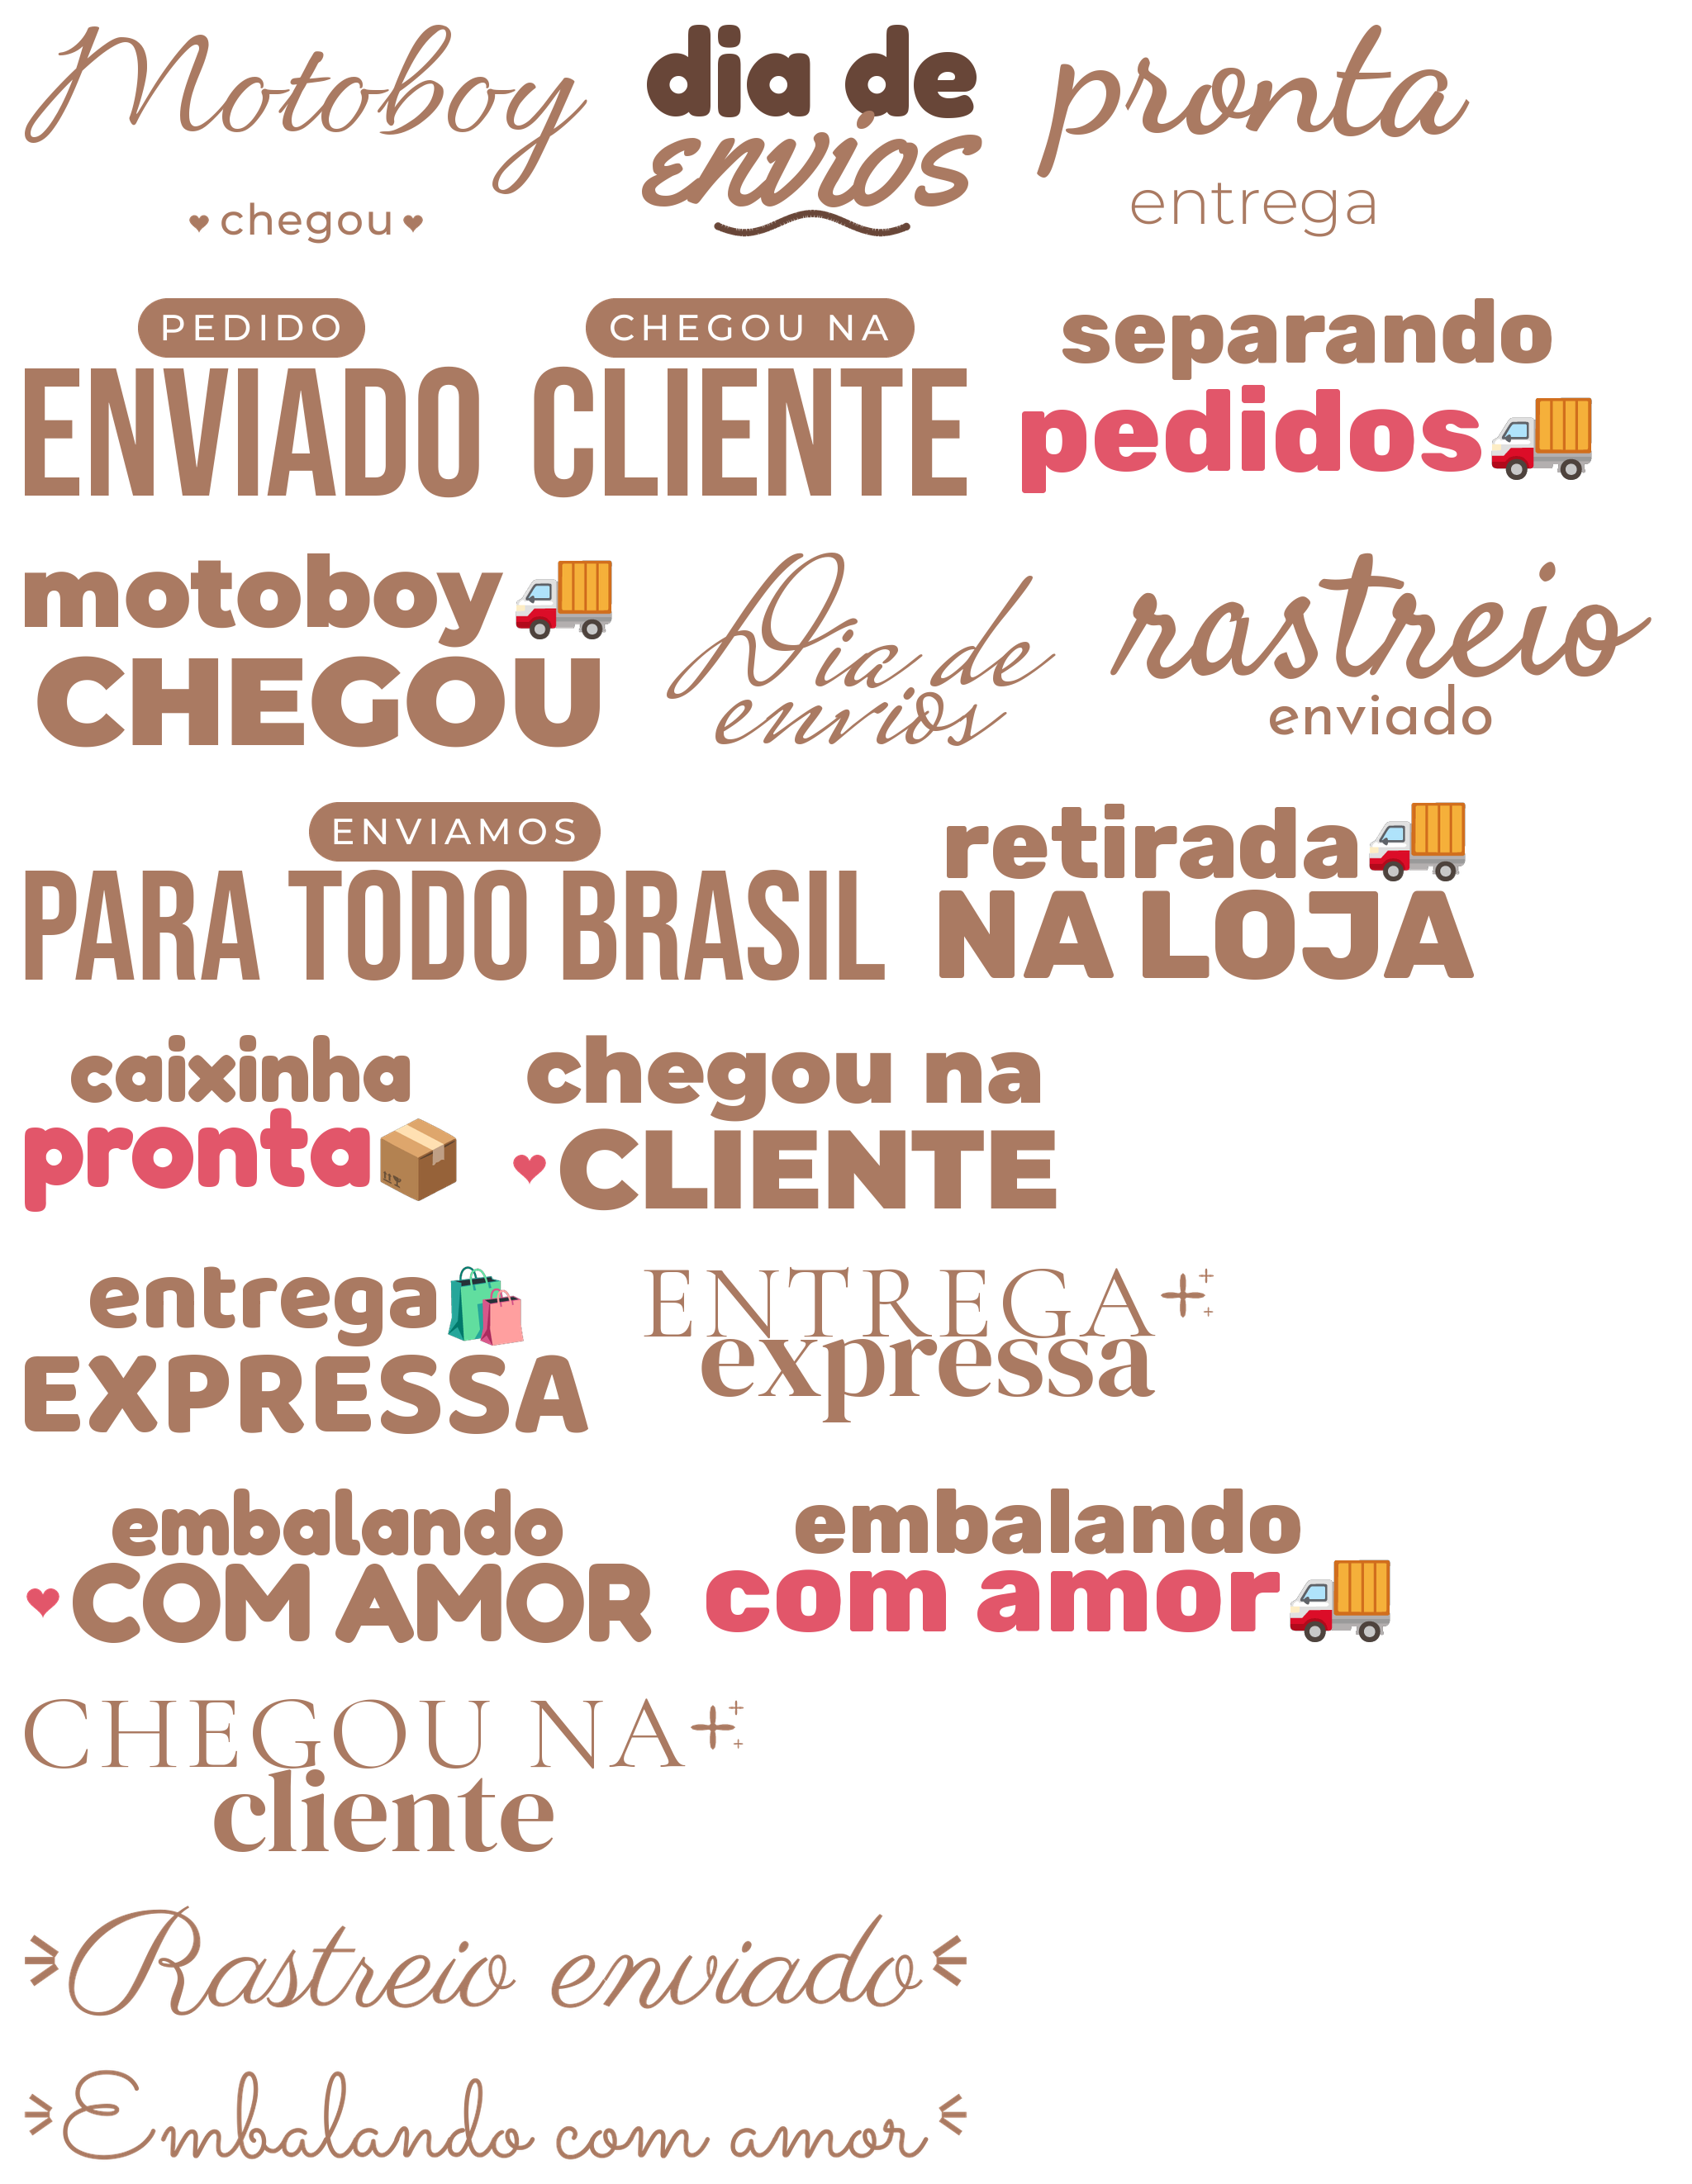 Motoboy
chegou
dia de
envios
pronta
entrega
PEDIDO
ENVIADO
CHEGOU NA
CLIENTE
separando
pedidos
motoboy
CHEGOU
Dia de
envios
rastreio
enviado
ENVIAMOS
PARA TODO BRASIL
retirada
NA LOJA
caixinha
pronta
chegou na
CLIENTE
entrega
EXPRESSA
ENTREGA
expressa
embalando
COM AMOR
embalando
com amor
CHEGOU NA
cliente
Rastreio enviado
Embalando com amor